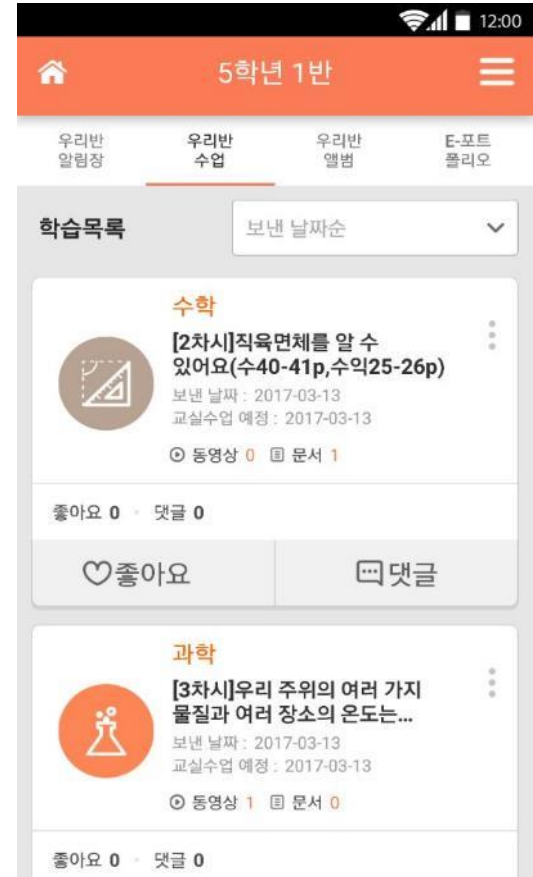 12:00
5학년 1반
우리반 알림장
우리반 수업
우리반 앨범
E-포트폴리오
학습목록
보낸 날짜순
수학
[2차시]직육면체를 알 수
있어요(수40-41p,수익25-26p)
보낸 날짜 : 2017-03-13
교실수업 예정 : 2017-03-13
동영상 0 문서 1
좋아요 0 · 댓글 0
좋아요 댓글
과학
[3차시]우리 주위의 여러 가지
물질과 여러 장소의 온도는...
보낸 날짜 : 2017-03-13
교실수업 예정 : 2017-03-13
동영상 1 문서 0
좋아요 0 · 댓글 0